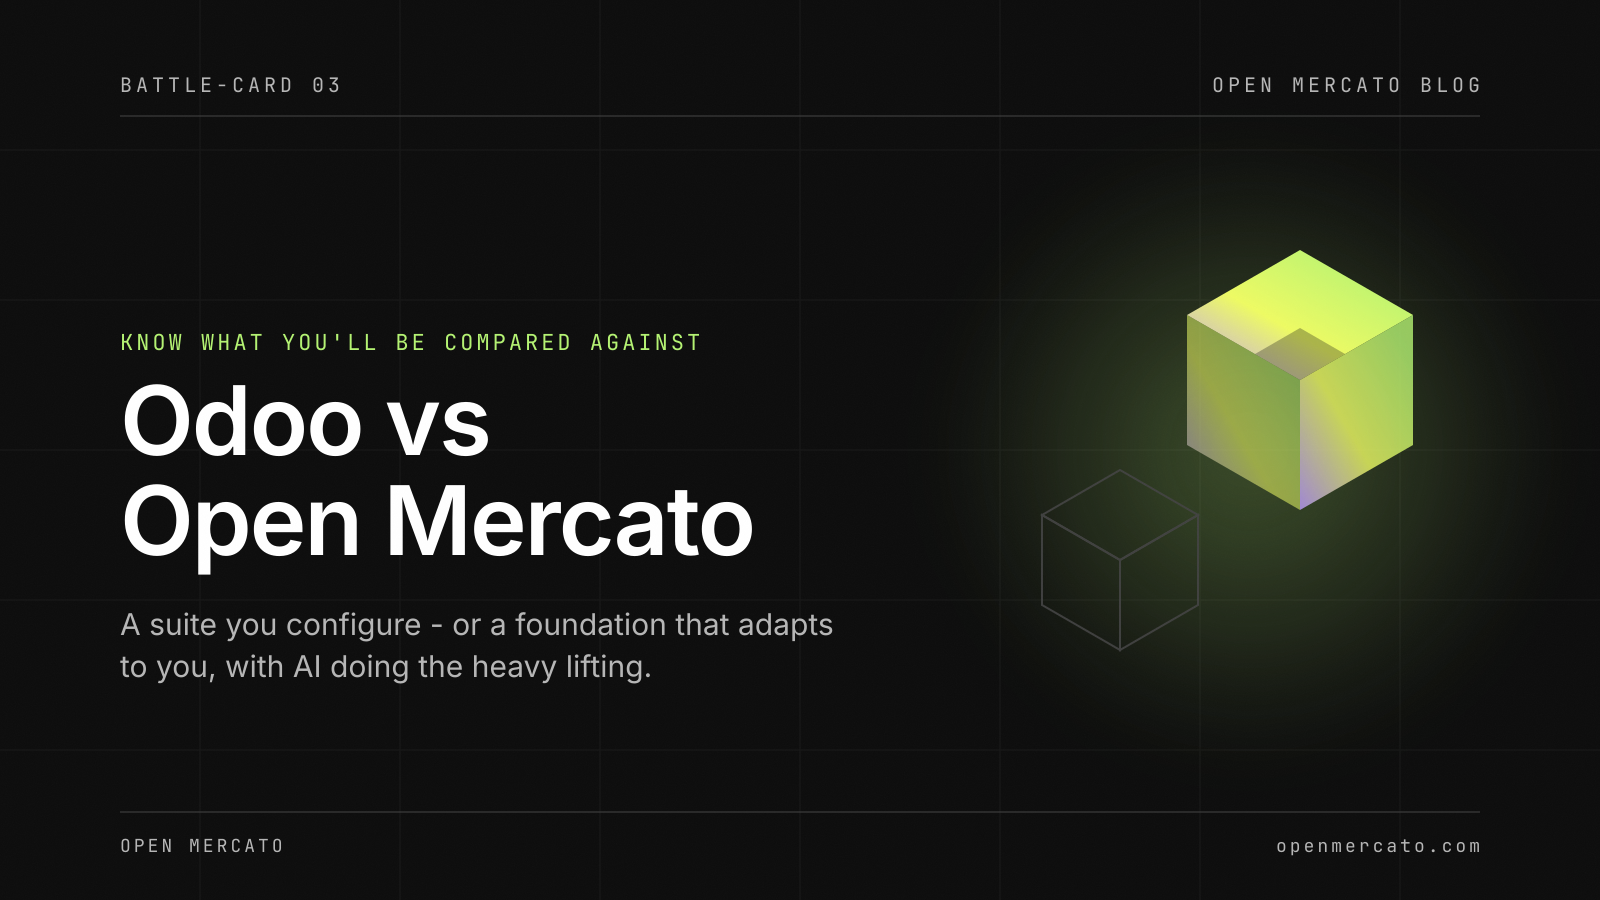 BATTLE-CARD 03
OPEN MERCATO BLOG
KNOW WHAT YOU'LL BE COMPARED AGAINST
Odoo vs
Open Mercato
A suite you configure - or a foundation that adapts
to you, with AI doing the heavy lifting.
OPEN MERCATO
openmercato.com